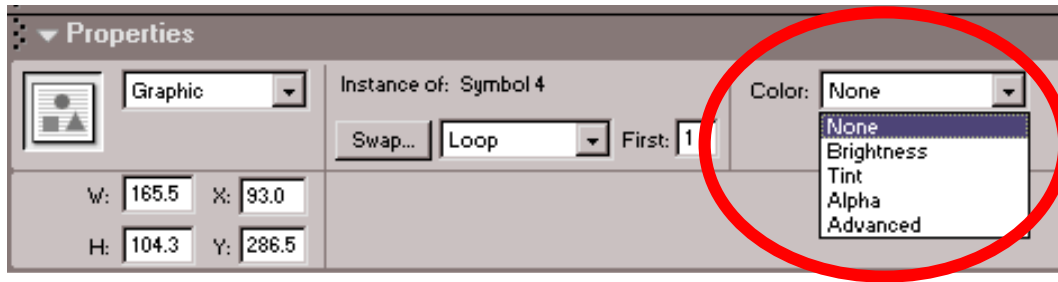 Properties
Graphic Instance of: Symbol 4 Color: None
Swap... Loop First: 1
None
Brightness
Tint
Alpha
Advanced
W: 165.5 X: 93.0
H: 104.3 Y: 286.5